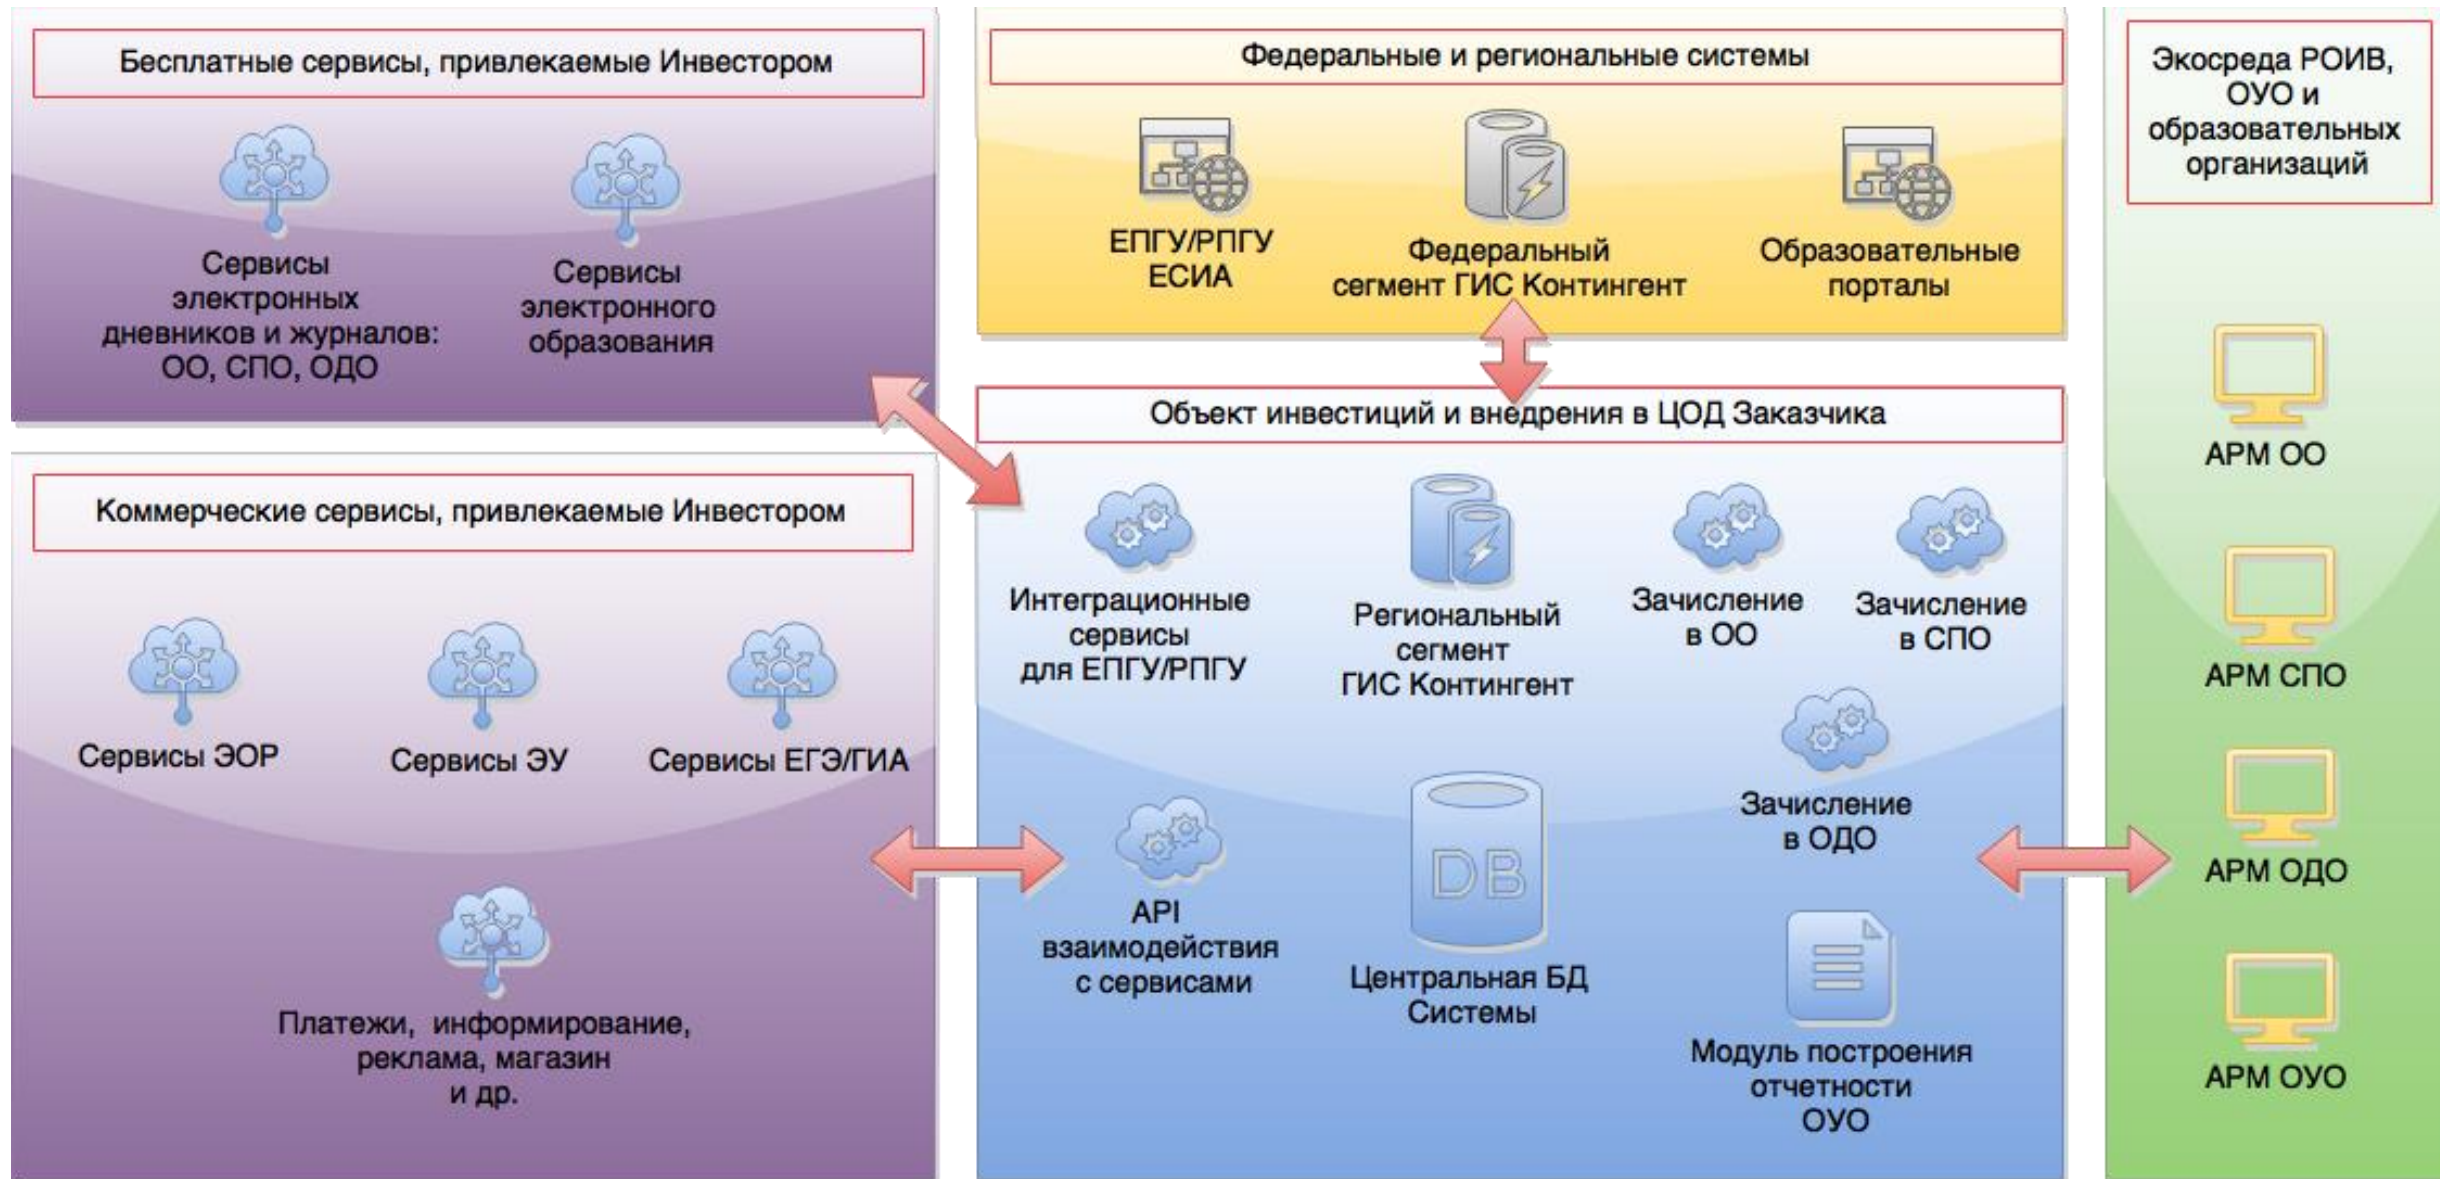 Бесплатные сервисы, привлекаемые Инвестором
Сервисы
электронных
дневников и журналов:
ОО, СПО, ОДО
Сервисы
электронного
образования
Федеральные и региональные системы
ЕПГУ/РПГУ
ЕСИА
Федеральный
сегмент ГИС Контингент
Образовательные
порталы
Экосреда РОИВ,
ОУО и
образовательных
организаций
АРМ ОО
АРМ СПО
АРМ ОДО
АРМ ОУО
Коммерческие сервисы, привлекаемые Инвестором
Сервисы ЭОР
Сервисы ЭУ
Сервисы ЕГЭ/ГИА
Платежи, информирование,
реклама, магазин
и др.
Объект инвестиций и внедрения в ЦОД Заказчика
Интеграционные
сервисы
для ЕПГУ/РПГУ
Региональный
сегмент
ГИС Контингент
Зачисление
в ОО
Зачисление
в СПО
Зачисление
в ОДО
API
взаимодействия
с сервисами
DB
Центральная БД
Системы
Модуль построения
отчетности
ОУО